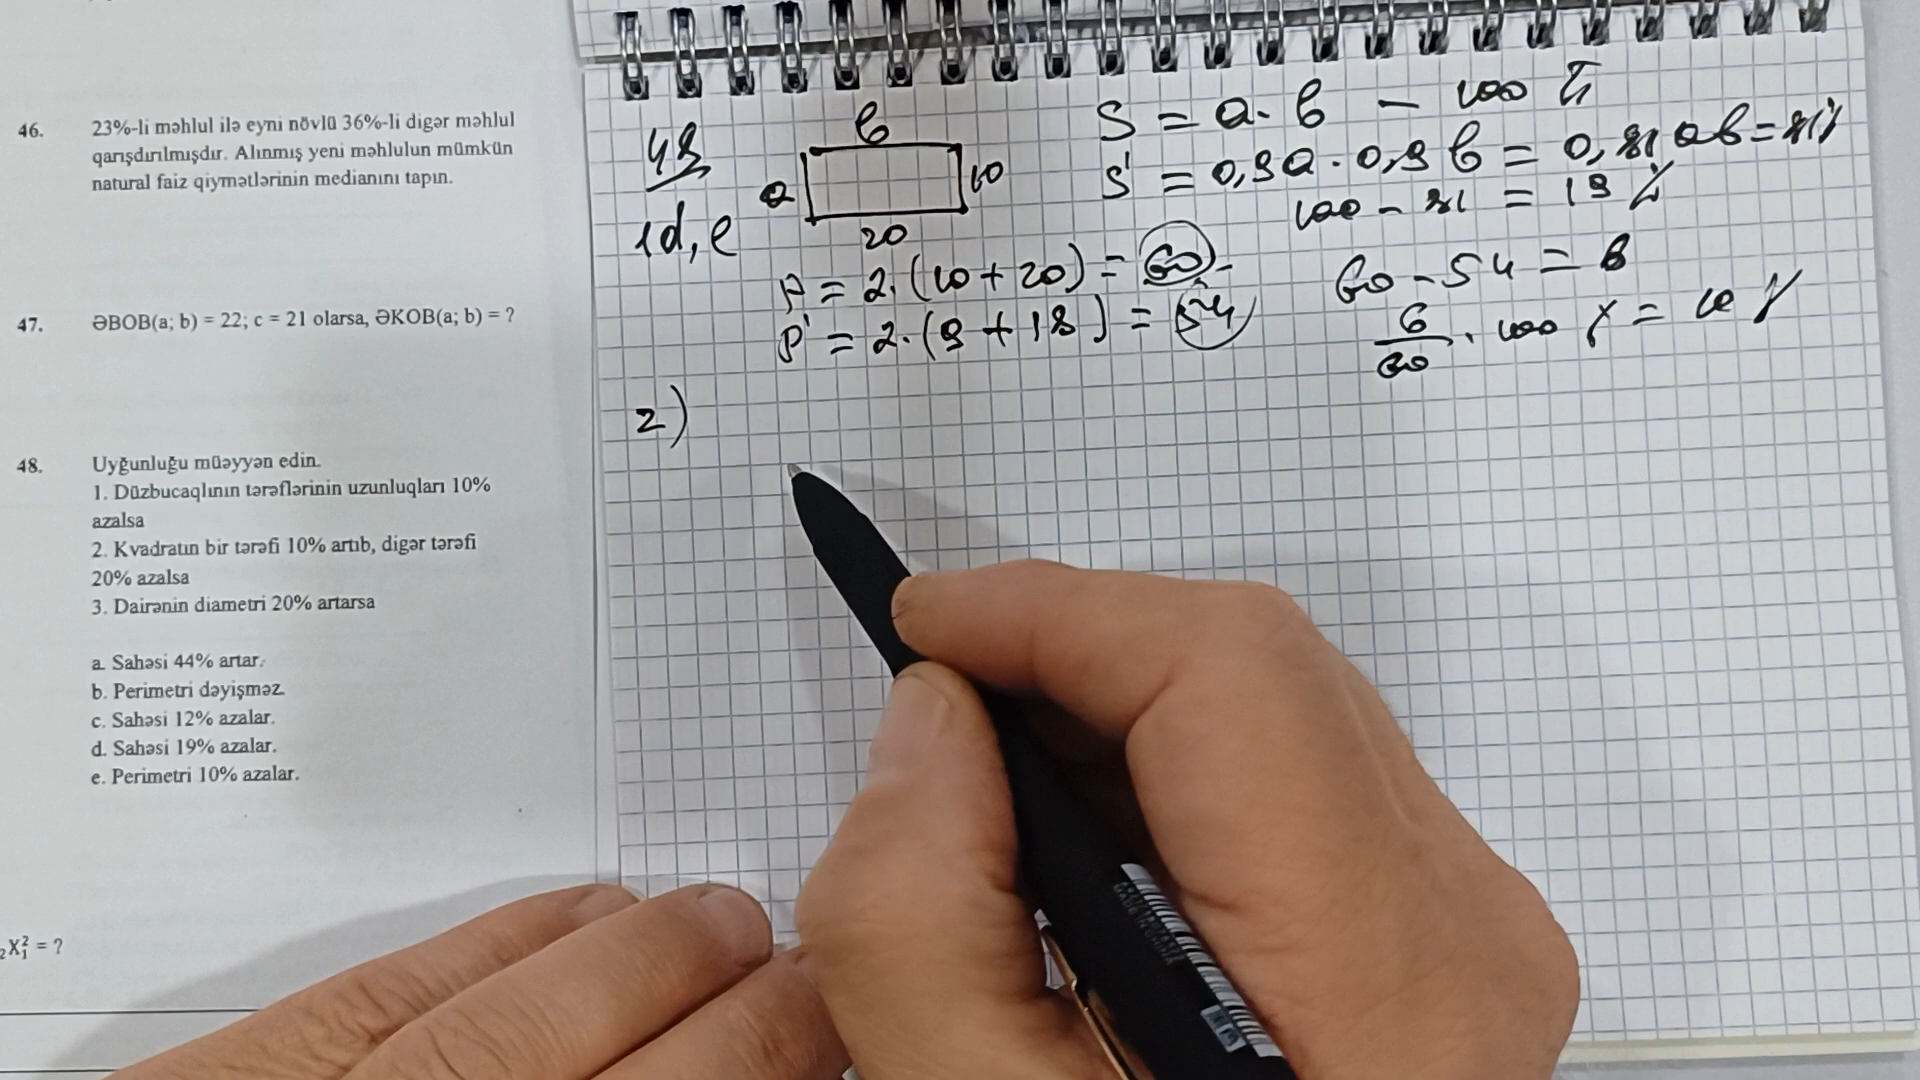 46. 23%-li məhlul ilə eyni növlü 36%-li digər məhlul
qarışdırılmışdır. Alınmış yeni məhlulun mümkün
natural faiz qiymətlərinin medianını tapın.
47. ƏBOB(a; b) = 22; c = 21 olarsa, ƏKOB(a; b) = ?
48. Uyğunluğu müəyyən edin.
1. Düzbucaqlının tərəflərinin uzunluqları 10%
azalsa
2. Kvadratın bir tərəfi 10% artıb, digər tərəfi
20% azalsa
3. Dairənin diametri 20% artarsa
a. Sahəsi 44% artar.
b. Perimetri dəyişməz.
c. Sahəsi 12% azalar.
d. Sahəsi 19% azalar.
e. Perimetri 10% azalar.
₂X₁² = ?
48
1d, e
b
a
10
20
S = a · b – 100 %
S' = 0,9a · 0,9b = 0,81ab = 81%
100 – 81 = 19 %
P = 2·(10 + 20) = 60
P' = 2·(9 + 18) = 54
60 – 54 = 6
6/60 · 100 % = 10 %
2)